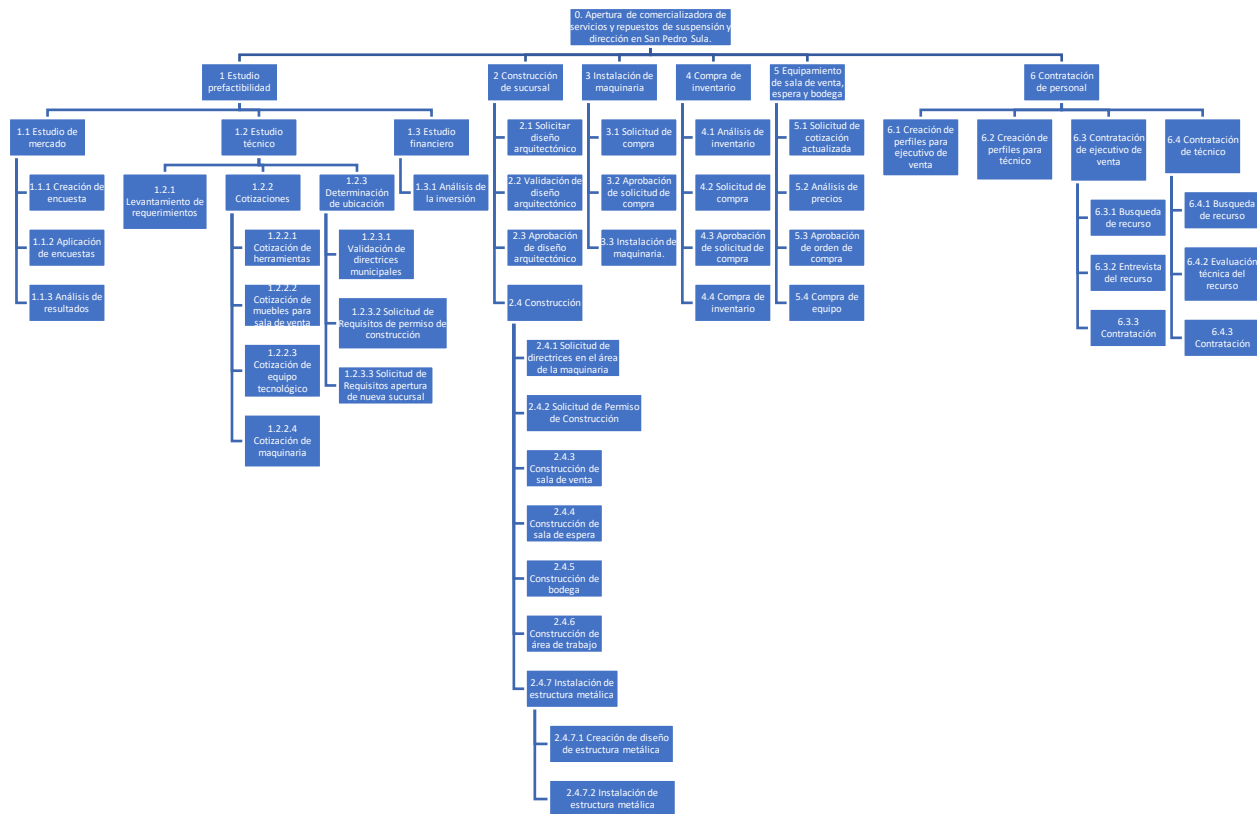 0. Apertura de comercializadora de
servicios y repuestos de suspensión y
dirección en San Pedro Sula.
1 Estudio
prefactibilidad
2 Construcción
de sucursal
3 Instalación de
maquinaria
4 Compra de
inventario
5 Equipamiento
de sala de venta,
espera y bodega
6 Contratación
de personal
1.1 Estudio de
mercado
1.1.1 Creación de
encuesta
1.1.2 Aplicación
de encuestas
1.1.3 Análisis de
resultados
1.2 Estudio
técnico
1.2.1
Levantamiento de
requerimientos
1.2.2
Cotizaciones
1.2.2.1
Cotización de
herramientas
1.2.2.2
Cotización de
muebles para
sala de venta
1.2.2.3
Cotización de
equipo
tecnológico
1.2.2.4
Cotización de
maquinaria
1.2.3
Determinación
de ubicación
1.2.3.1
Validación de
directrices
municipales
1.2.3.2 Solicitud de
Requisitos de permiso de
construcción
1.2.3.3 Solicitud de
Requisitos apertura
de nueva sucursal
1.3 Estudio
financiero
1.3.1 Análisis de
la inversión
2.1 Solicitar
diseño
arquitectónico
2.2 Validación de
diseño
arquitectónico
2.3 Aprobación
de diseño
arquitectónico
2.4 Construcción
2.4.1 Solicitud de
directrices en el área
de la maquinaria
2.4.2 Solicitud de Permiso
de Construcción
2.4.3
Construcción de
sala de venta
2.4.4
Construcción de
sala de espera
2.4.5
Construcción de
bodega
2.4.6
Construcción de
área de trabajo
2.4.7 Instalación de
estructura metálica
2.4.7.1 Creación de diseño
de estructura metálica
2.4.7.2 Instalación de
estructura metálica
3.1 Solicitud de
compra
3.2 Aprobación
de solicitud de
compra
3.3 Instalación de
maquinaria.
4.1 Análisis de
inventario
4.2 Solicitud de
compra
4.3 Aprobación
de solicitud de
compra
4.4 Compra de
inventario
5.1 Solicitud de
cotización
actualizada
5.2 Análisis de
precios
5.3 Aprobación
de orden de
compra
5.4 Compra de
equipo
6.1 Creación de
perfiles para
ejecutivo de
venta
6.2 Creación de
perfiles para
técnico
6.3 Contratación
de ejecutivo de
venta
6.3.1 Busqueda
de recurso
6.3.2 Entrevista
del recurso
6.3.3
Contratación
6.4 Contratación
de técnico
6.4.1 Busqueda
de recurso
6.4.2 Evaluación
técnica del
recurso
6.4.3
Contratación